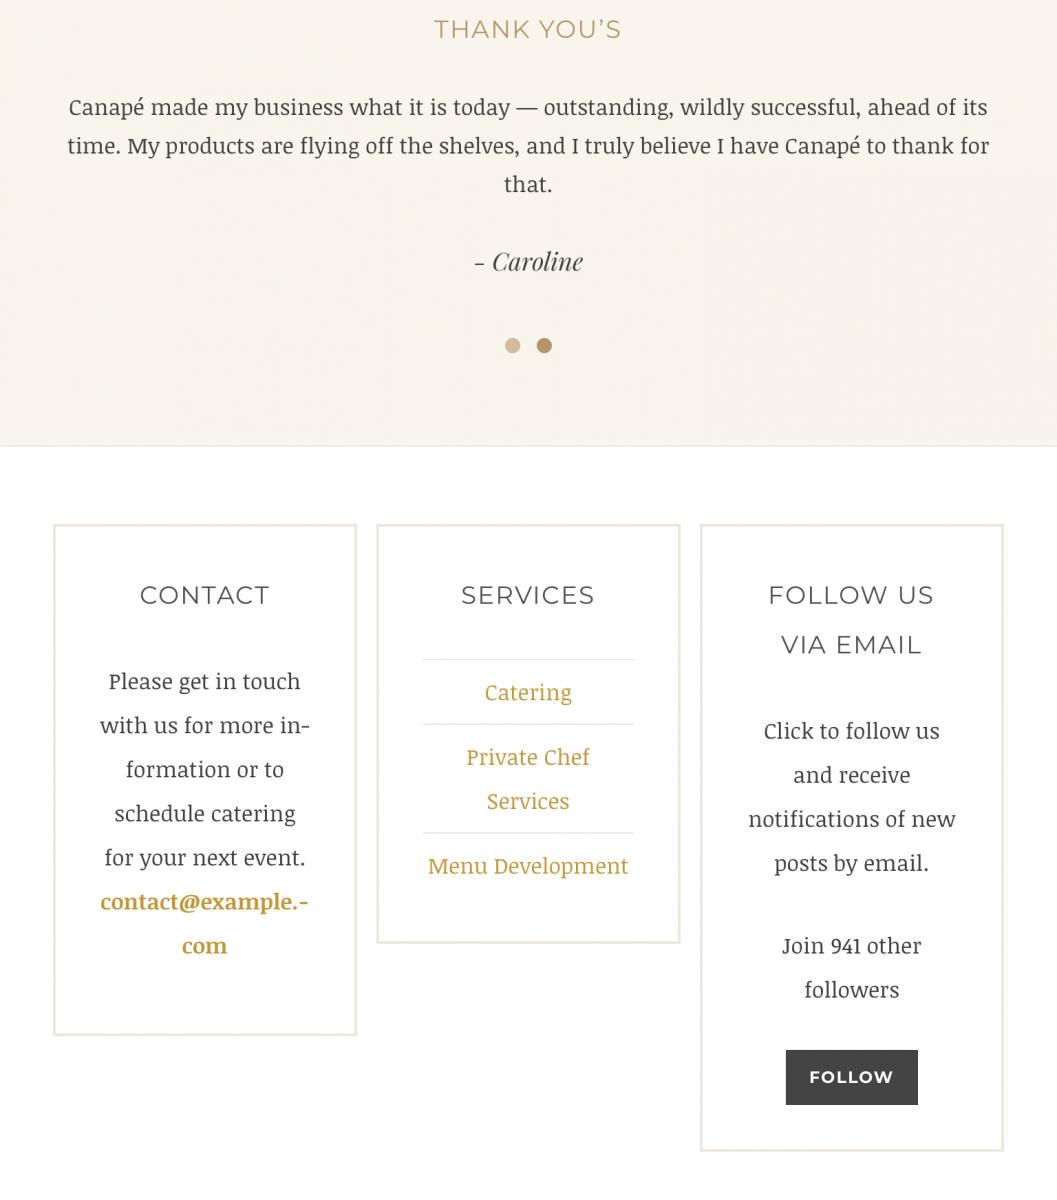 THANK YOU’S
Canapé made my business what it is today — outstanding, wildly successful, ahead of its
time. My products are flying off the shelves, and I truly believe I have Canapé to thank for
that.
- Caroline
CONTACT
Please get in touch
with us for more in-
formation or to
schedule catering
for your next event.
contact@example.-
com
SERVICES
Catering
Private Chef
Services
Menu Development
FOLLOW US
VIA EMAIL
Click to follow us
and receive
notifications of new
posts by email.
Join 941 other
followers
FOLLOW